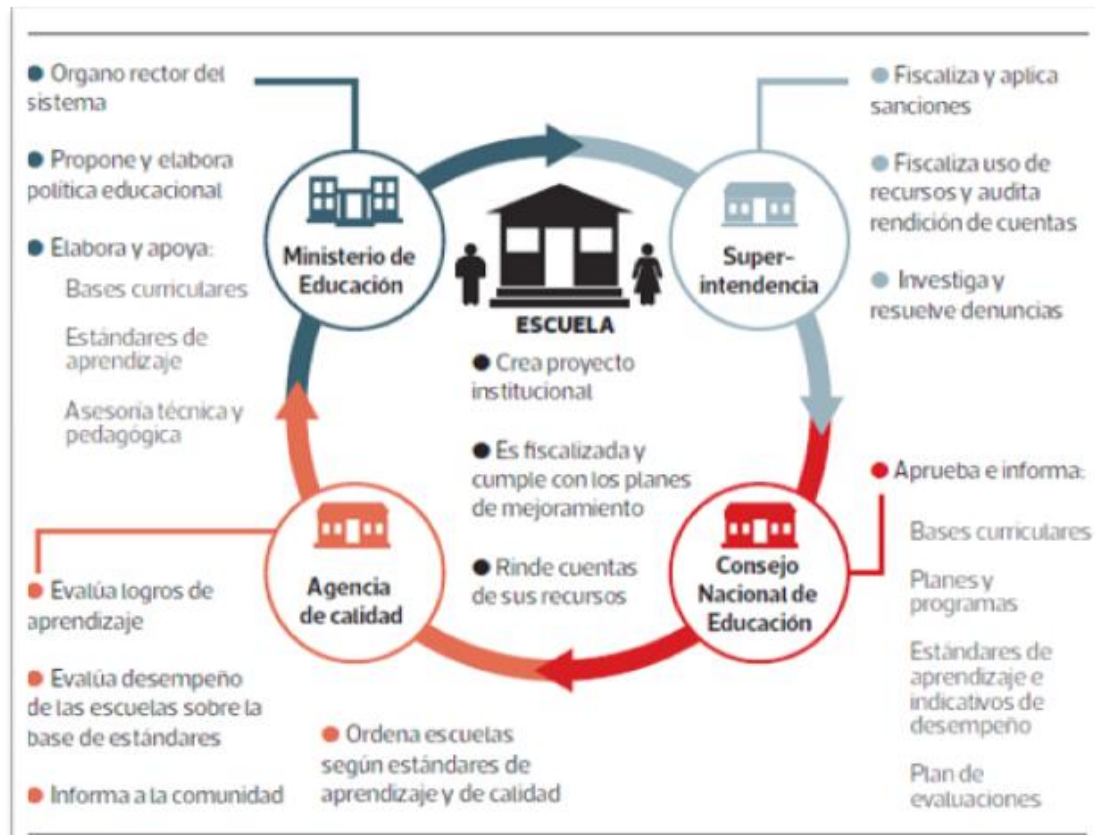 ● Organo rector del
sistema
● Propone y elabora
política educacional
● Elabora y apoya:
Bases curriculares
Estándares de
aprendizaje
Asesoría técnica y
pedagógica
Ministerio de
Educación
Super-
intendencia
● Fiscaliza y aplica
sanciones
● Fiscaliza uso de
recursos y audita
rendición de cuentas
● Investiga y
resuelve denuncias
ESCUELA
● Crea proyecto
institucional
● Es fiscalizada y
cumple con los planes
de mejoramiento
● Rinde cuentas
de sus recursos
Agencia
de calidad
Consejo
Nacional de
Educación
● Aprueba e informa:
Bases curriculares
Planes y
programas
Estándares de
aprendizaje e
indicativos de
desempeño
Plan de
evaluaciones
● Evalúa logros de
aprendizaje
● Evalúa desempeño
de las escuelas sobre la
base de estándares
● Informa a la comunidad
● Ordena escuelas
según estándares de
aprendizaje y de calidad